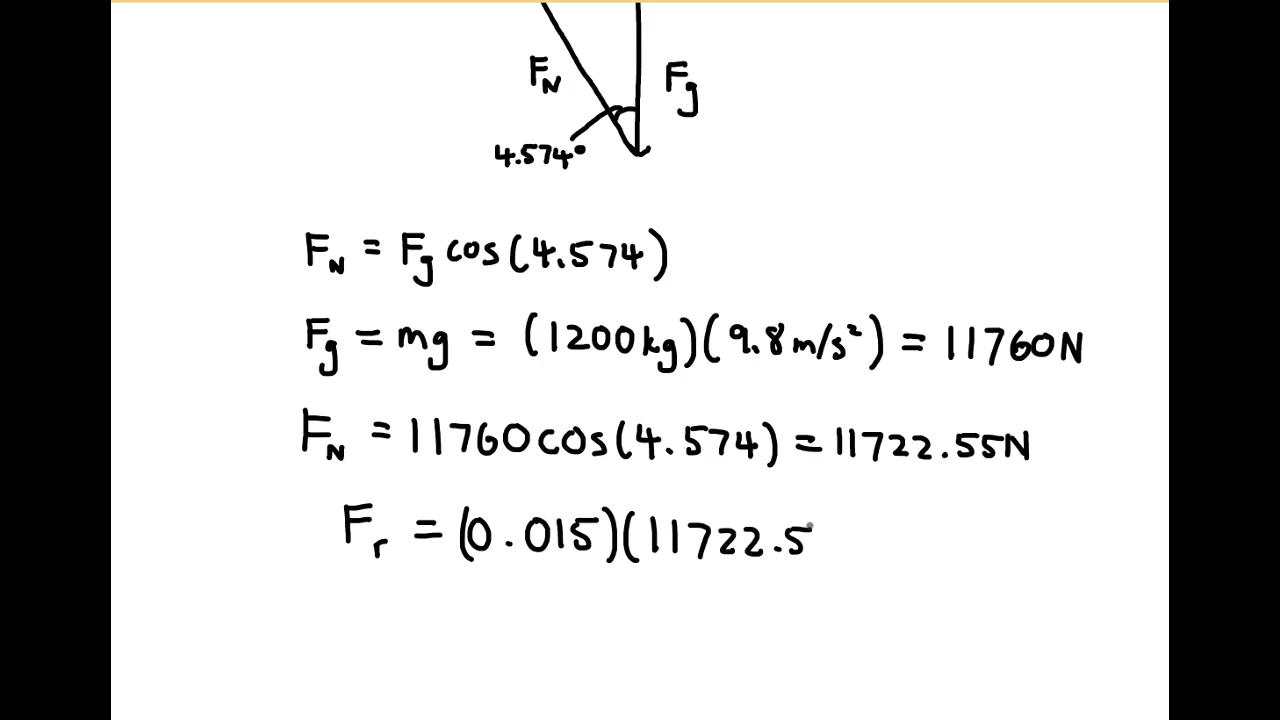 F_N F_g
4.574°
F_N = F_g cos(4.574)
F_g = mg = (1200kg)(9.8m/s²) = 11760N
F_N = 11760cos(4.574) = 11722.55N
F_r = (0.015)(11722.5